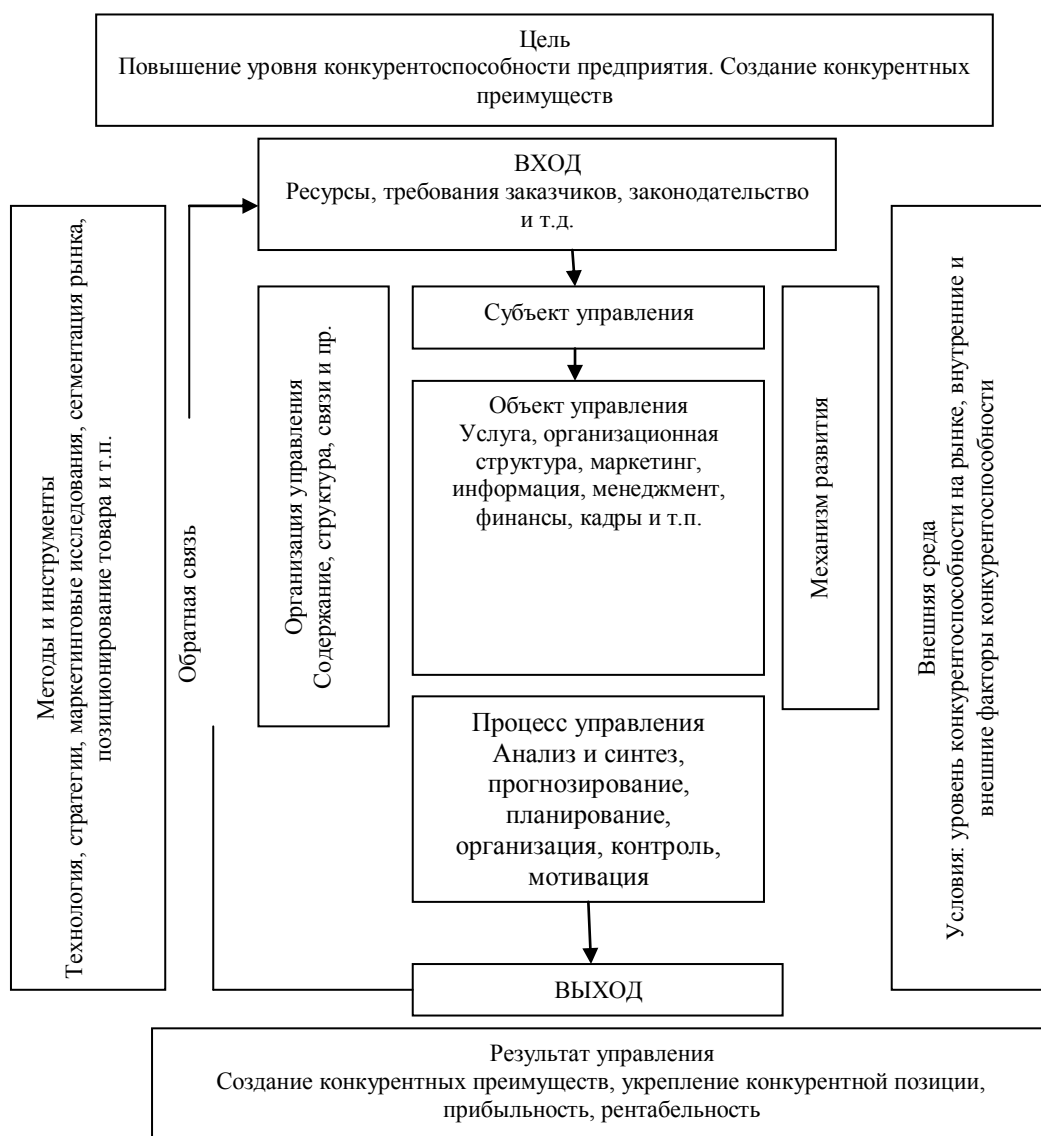 Цель
Повышение уровня конкурентоспособности предприятия. Создание конкурентных
преимуществ
ВХОД
Ресурсы, требования заказчиков, законодательство
и т.д.
Методы и инструменты
Технология, стратегии, маркетинговые исследования, сегментация рынка,
позиционирование товара и т.п.
Обратная связь
Организация управления
Содержание, структура, связи и пр.
Субъект управления
Объект управления
Услуга, организационная
структура, маркетинг,
информация, менеджмент,
финансы, кадры и т.п.
Механизм развития
Внешняя среда
Условия: уровень конкурентоспособности на рынке, внутренние и
внешние факторы конкурентоспособности
Процесс управления
Анализ и синтез,
прогнозирование,
планирование,
организация, контроль,
мотивация
ВЫХОД
Результат управления
Создание конкурентных преимуществ, укрепление конкурентной позиции,
прибыльность, рентабельность